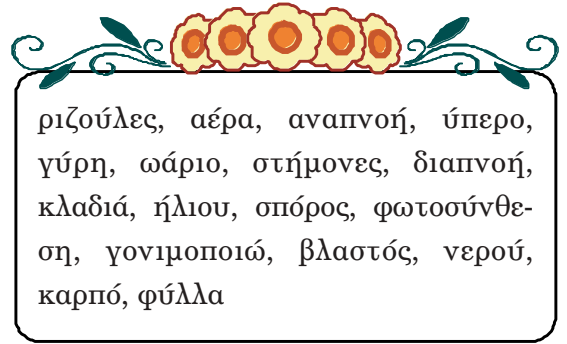 ριζούλες, αέρα, αναπνοή, ύπερο,
γύρη, ωάριο, στήμονες, διαπνοή,
κλαδιά, ήλιου, σπόρος, φωτοσύνθε-
ση, γονιμοποιώ, βλαστός, νερού,
καρπό, φύλλα